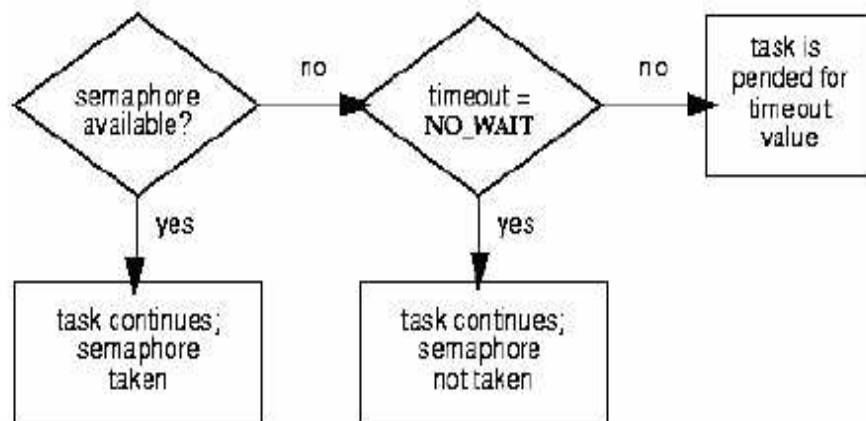 semaphore
available?
no
timeout =
NO_WAIT
no
task is
pended for
timeout
value
yes
yes
task continues;
semaphore
taken
task continues;
semaphore
not taken